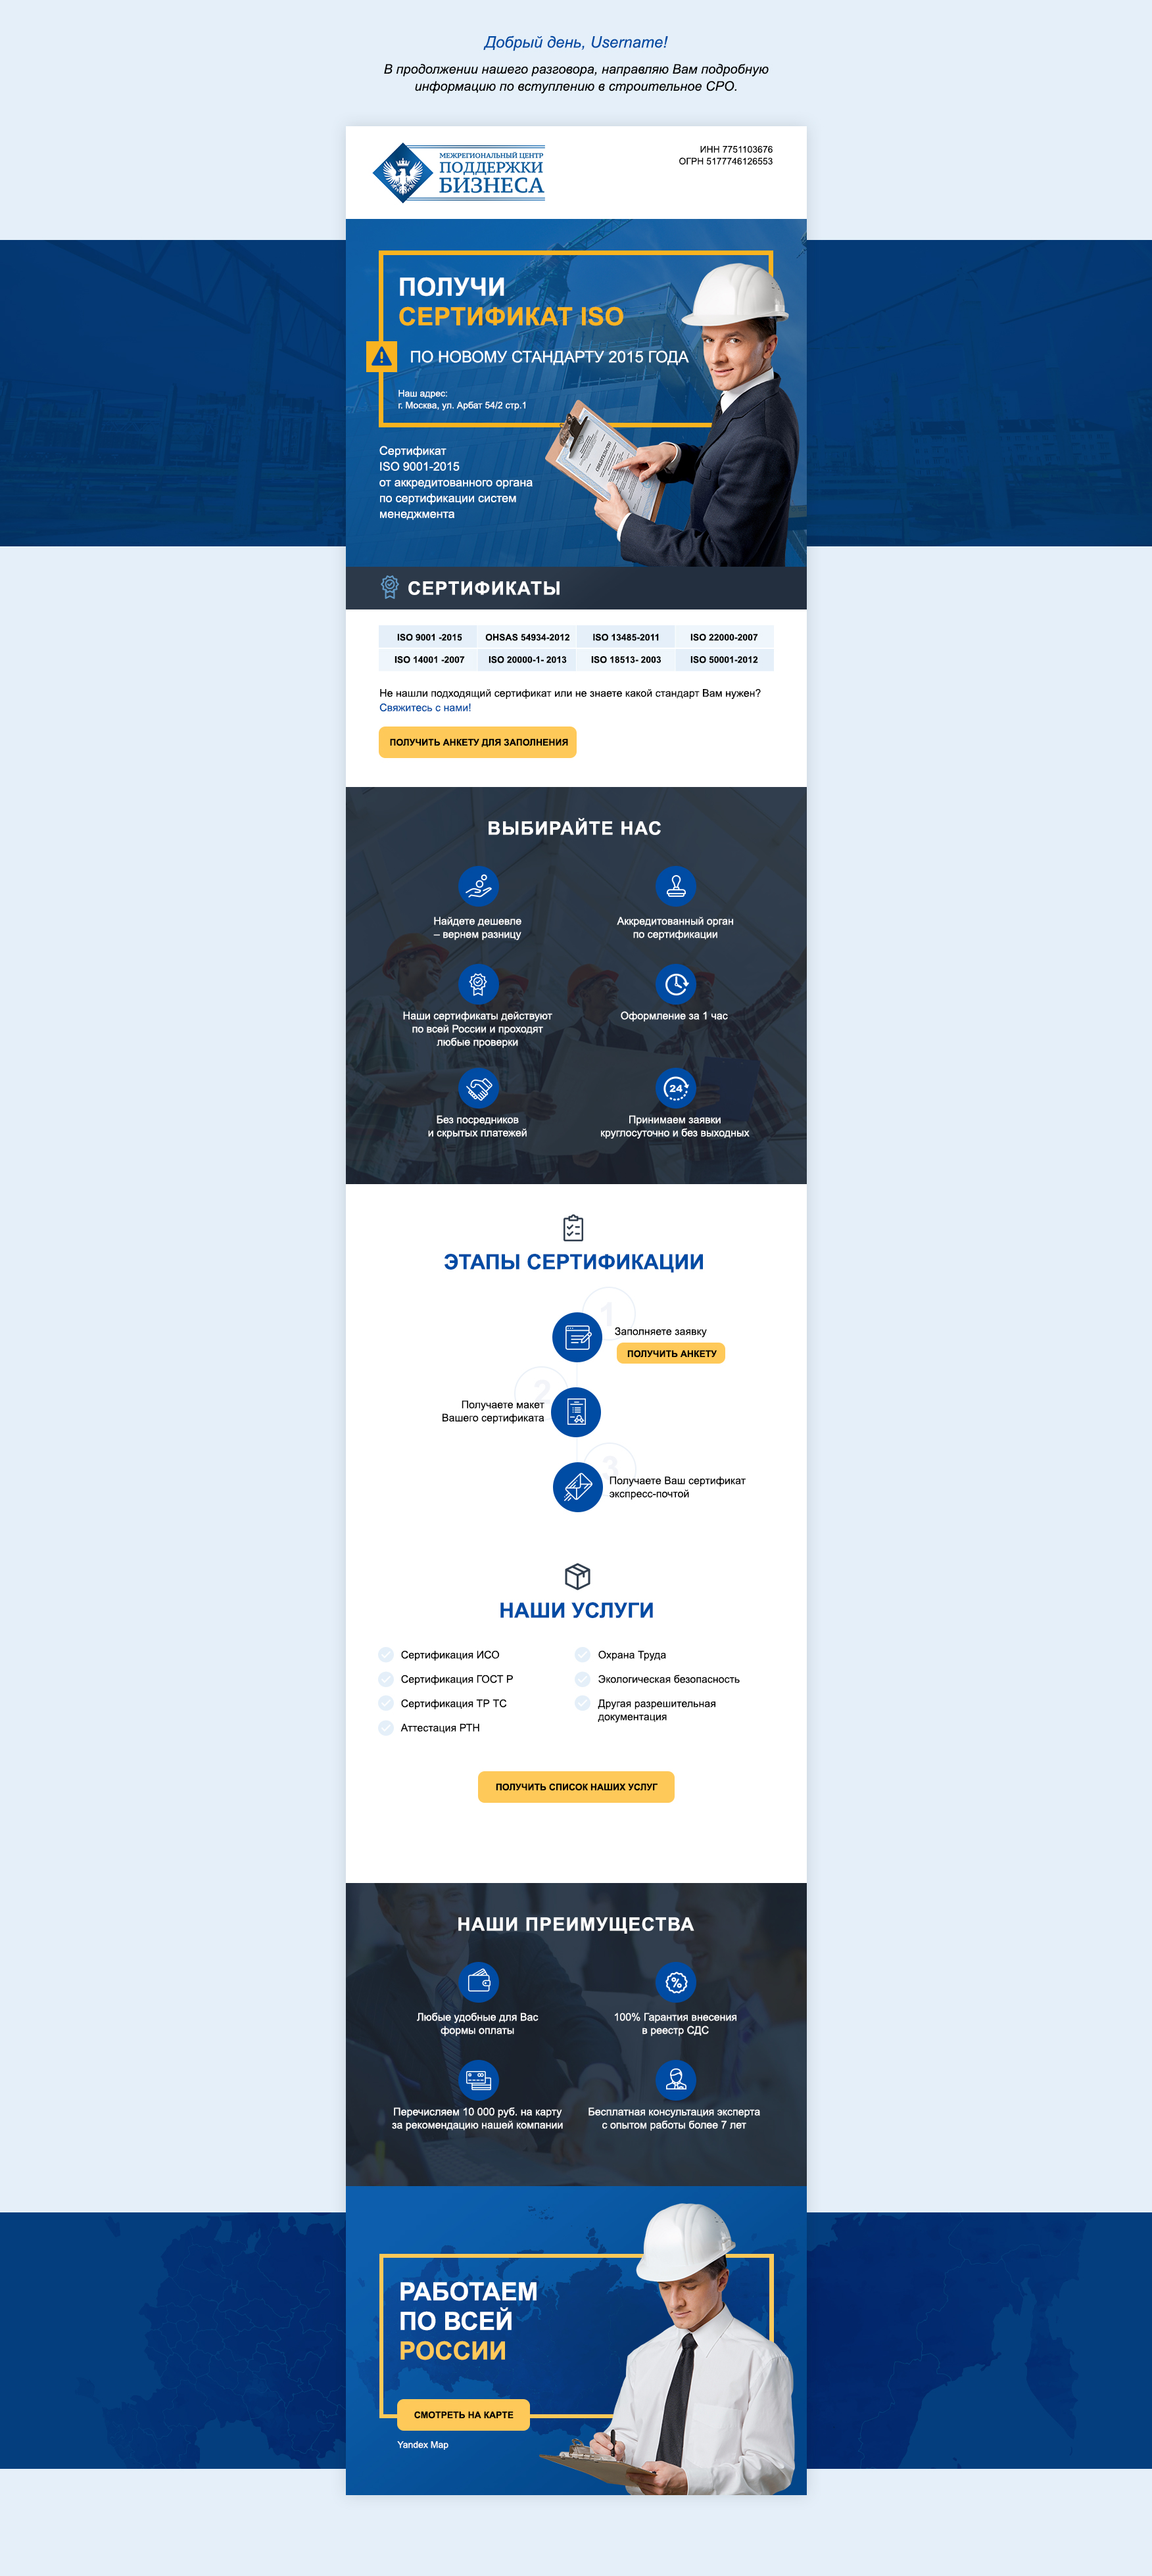 Добрый день, Username!
В продолжении нашего разговора, направляю Вам подробную
информацию по вступлению в строительное СРО.
МЕЖРЕГИОНАЛЬНЫЙ ЦЕНТР
ПОДДЕРЖКИ
БИЗНЕСА
ИНН 7751103676
ОГРН 5177746126553
ПОЛУЧИ
СЕРТИФИКАТ ISO
ПО НОВОМУ СТАНДАРТУ 2015 ГОДА
Наш адрес:
г. Москва, ул. Арбат 54/2 стр.1
Сертификат
ISO 9001-2015
от аккредитованного органа
по сертификации систем
менеджмента
СЕРТИФИКАТЫ
ISO 9001 -2015 OHSAS 54934-2012 ISO 13485-2011 ISO 22000-2007
ISO 14001 -2007 ISO 20000-1- 2013 ISO 18513- 2003 ISO 50001-2012
Не нашли подходящий сертификат или не знаете какой стандарт Вам нужен?
Свяжитесь с нами!
ПОЛУЧИТЬ АНКЕТУ ДЛЯ ЗАПОЛНЕНИЯ
ВЫБИРАЙТЕ НАС
Найдете дешевле
– вернем разницу
Аккредитованный орган
по сертификации
Наши сертификаты действуют
по всей России и проходят
любые проверки
Оформление за 1 час
Без посредников
и скрытых платежей
24
Принимаем заявки
круглосуточно и без выходных
ЭТАПЫ СЕРТИФИКАЦИИ
1
Заполняете заявку
ПОЛУЧИТЬ АНКЕТУ
2
Получаете макет
Вашего сертификата
3
Получаете Ваш сертификат
экспресс-почтой
НАШИ УСЛУГИ
Сертификация ИСО
Сертификация ГОСТ Р
Сертификация ТР ТС
Аттестация РТН
Охрана Труда
Экологическая безопасность
Другая разрешительная
документация
ПОЛУЧИТЬ СПИСОК НАШИХ УСЛУГ
НАШИ ПРЕИМУЩЕСТВА
Любые удобные для Вас
формы оплаты
100% Гарантия внесения
в реестр СДС
Перечисляем 10 000 руб. на карту
за рекомендацию нашей компании
Бесплатная консультация эксперта
с опытом работы более 7 лет
РАБОТАЕМ
ПО ВСЕЙ
РОССИИ
СМОТРЕТЬ НА КАРТЕ
Yandex Map